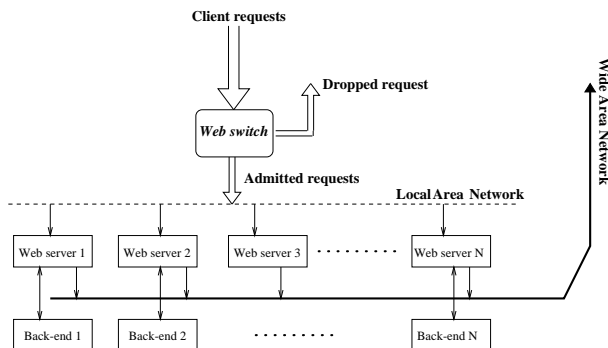 Client requests
Dropped request
Web switch
Admitted requests
Local Area Network
Wide Area Network
Web server 1
Web server 2
Web server 3
Web server N
Back-end 1
Back-end 2
Back-end N